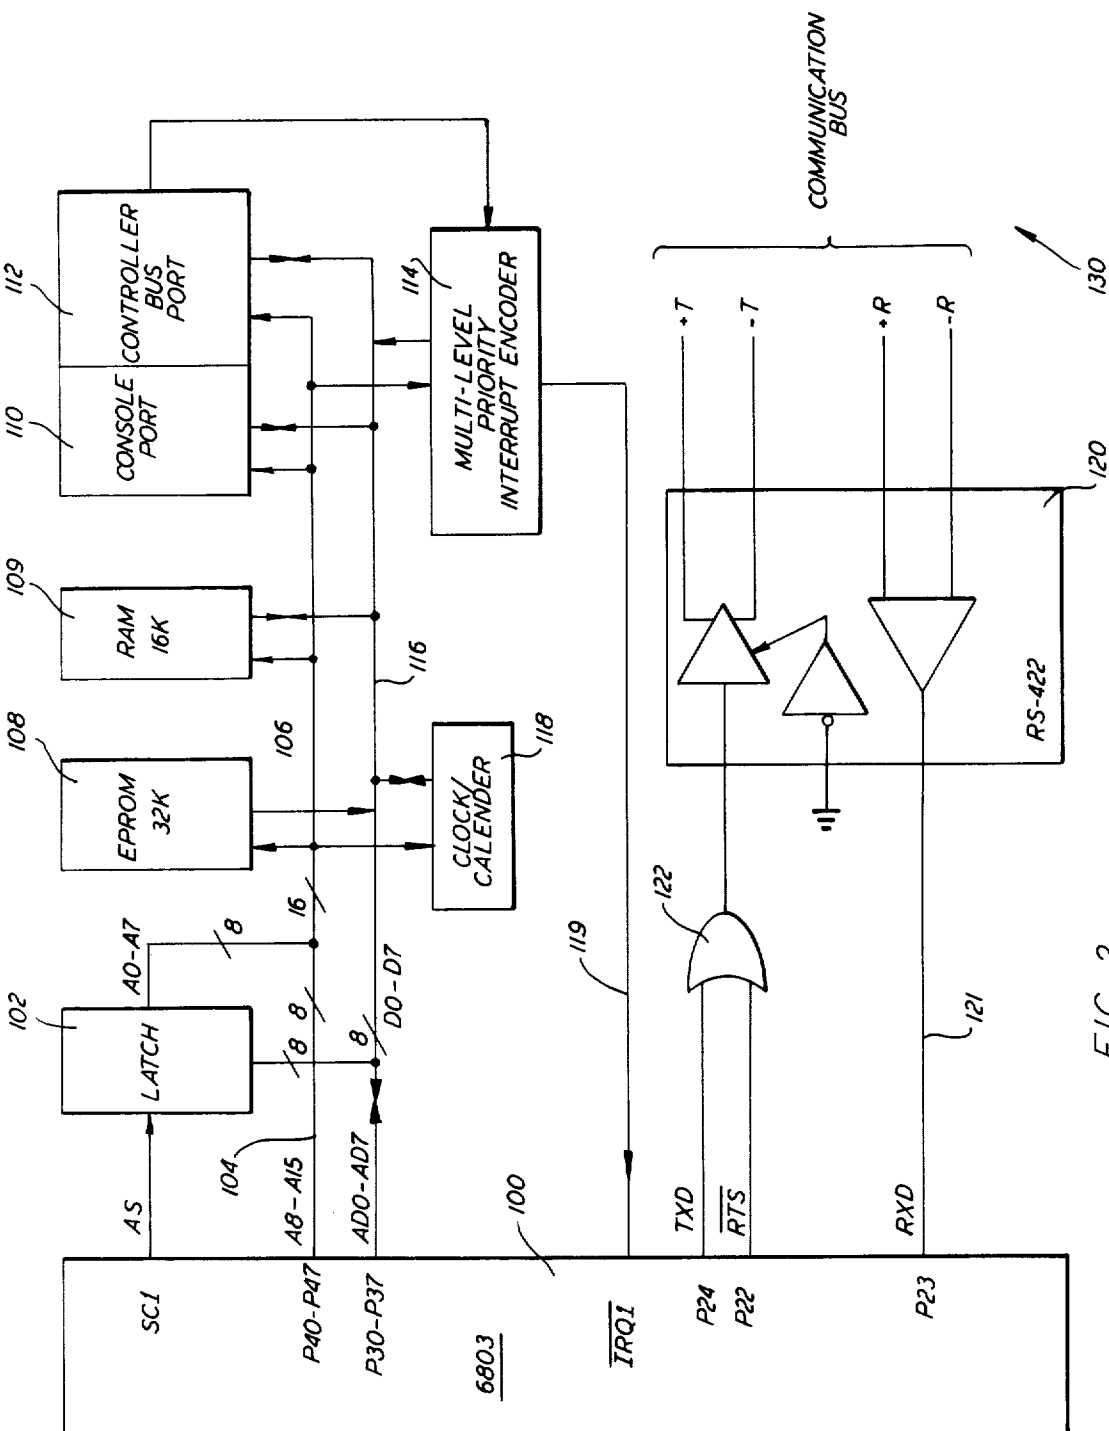 112
CONTROLLER
BUS
PORT
110
CONSOLE
PORT
114
MULTI-LEVEL
PRIORITY
INTERRUPT ENCODER
109
RAM
16K
108
EPROM
32K
106
116
118
CLOCK/
CALENDER
102
LATCH
A0-A7
8
16
8
8
8
D0-D7
AS
104
A8-A15
AD0-AD7
SC1
P40-P47
P30-P37
100
6803
IRQ1
119
P24
TXD
P22
RTS
122
P23
RXD
121
RS-422
120
+T
-T
+R
-R
COMMUNICATION
BUS
130